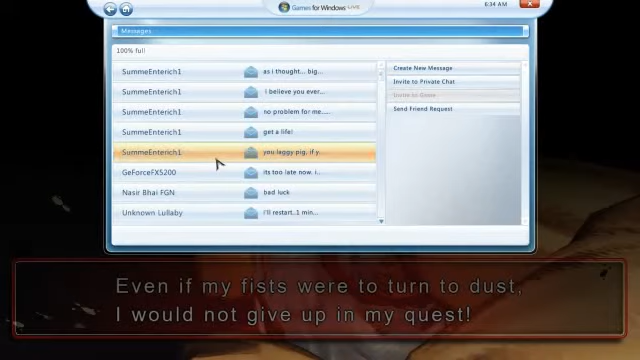 Games for Windows LIVE
6:34 AM
Messages
100% full
SummeEnterich1 as i thought... big...
SummeEnterich1 i believe you ever...
SummeEnterich1 no problem for me.....
SummeEnterich1 get a life!
SummeEnterich1 you laggy pig, if y...
GeForceFX5200 its too late now. i...
Nasir Bhai FGN bad luck
Unknown Lullaby i'll restart..1 min...
Create New Message
Invite to Private Chat
Invite to Game
Send Friend Request
Even if my fists were to turn to dust,
I would not give up in my quest!